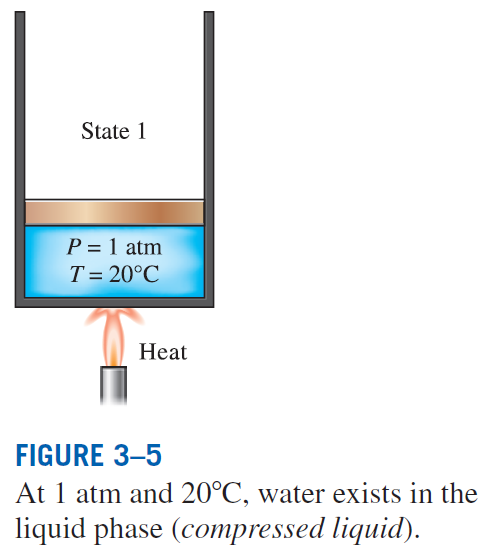 State 1
P = 1 atm
T = 20°C
Heat
FIGURE 3–5
At 1 atm and 20°C, water exists in the
liquid phase (compressed liquid).